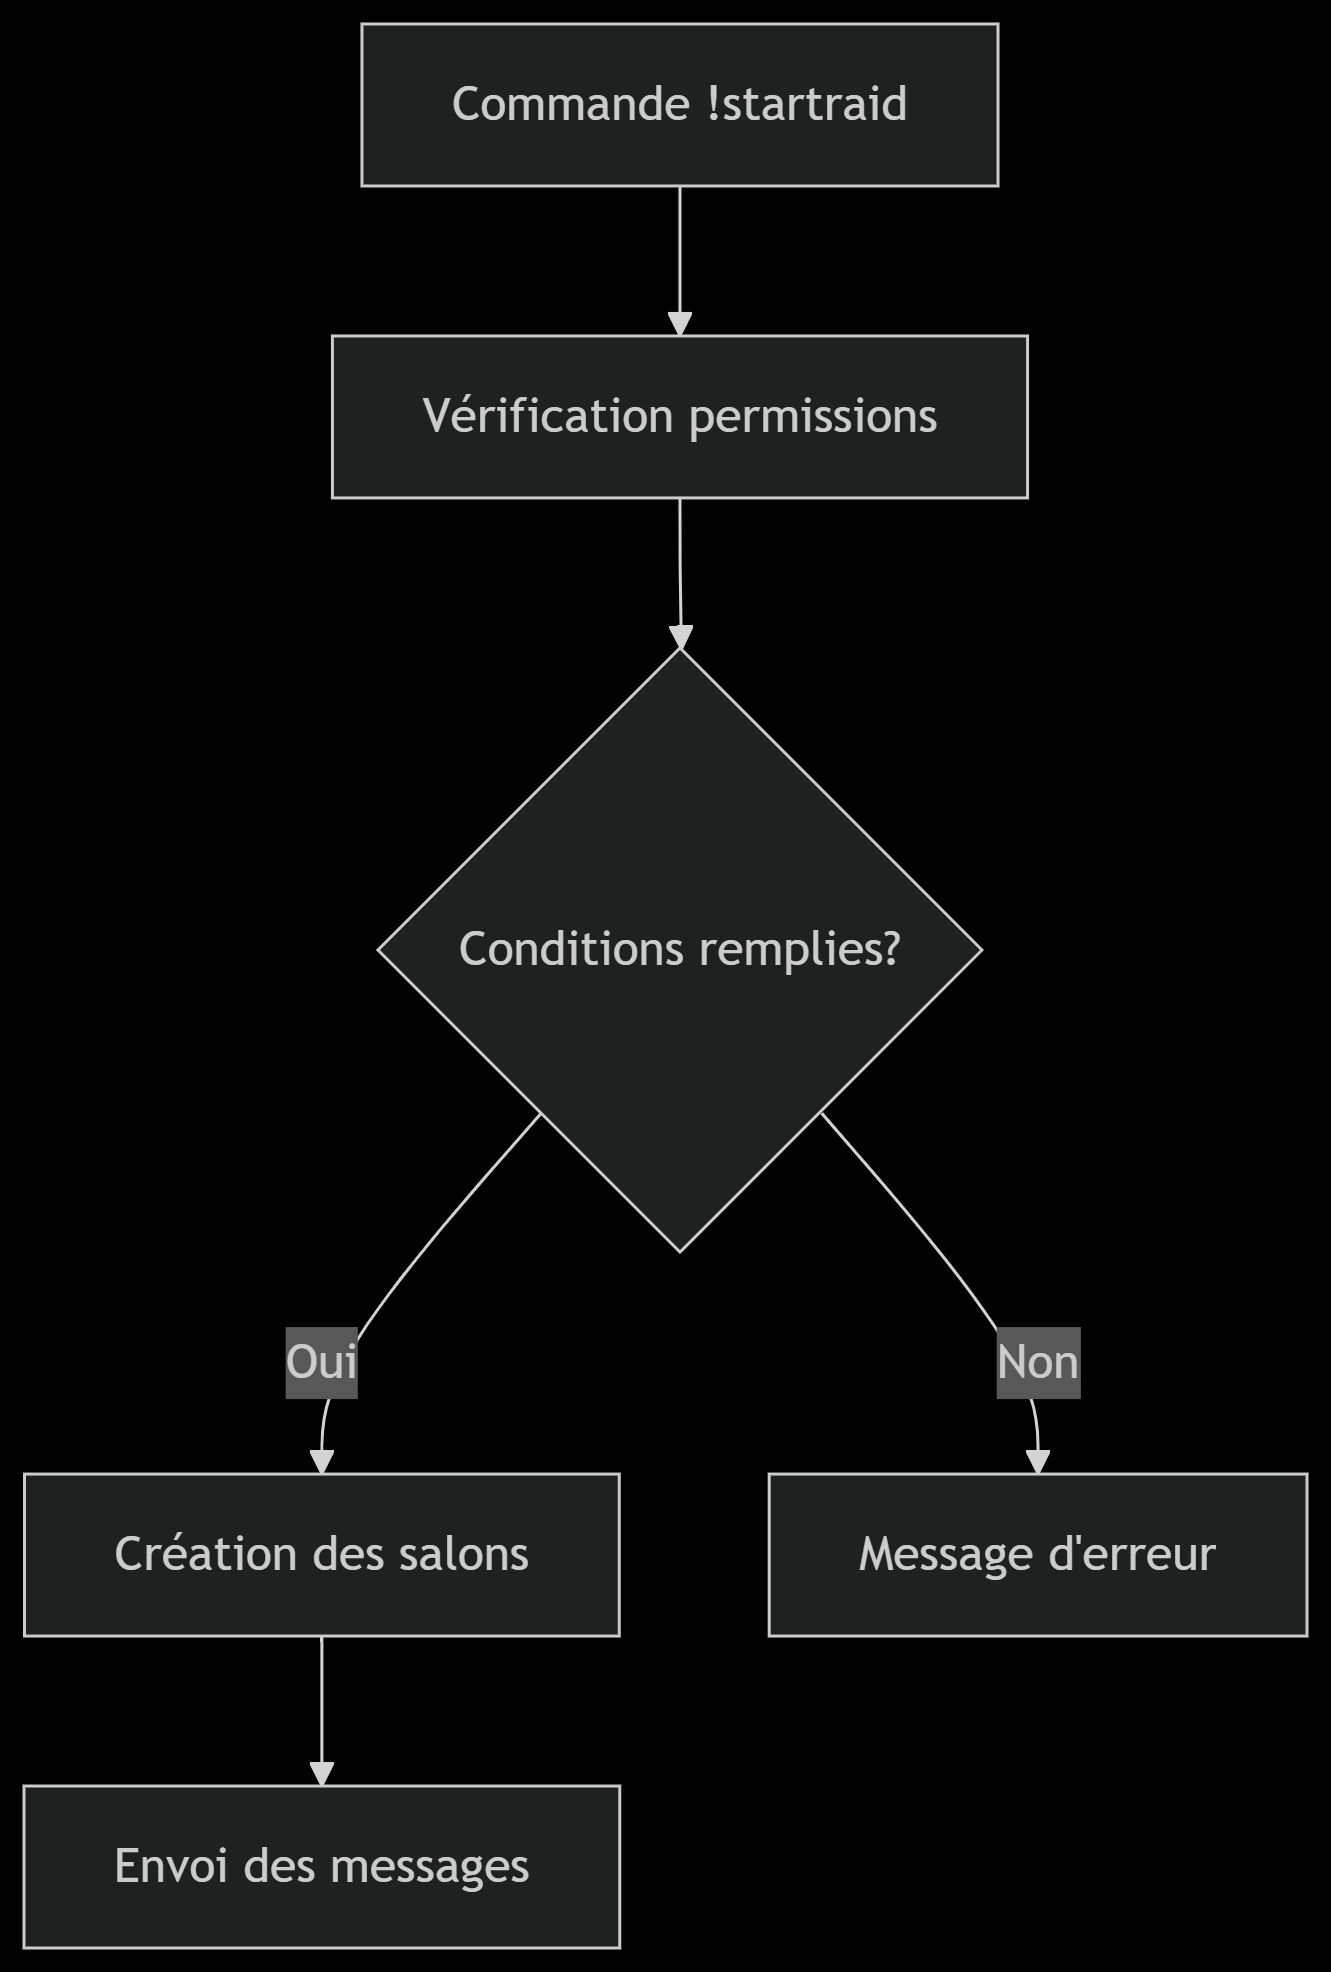 Commande !startraid
Vérification permissions
Conditions remplies?
Oui
Non
Création des salons
Message d'erreur
Envoi des messages